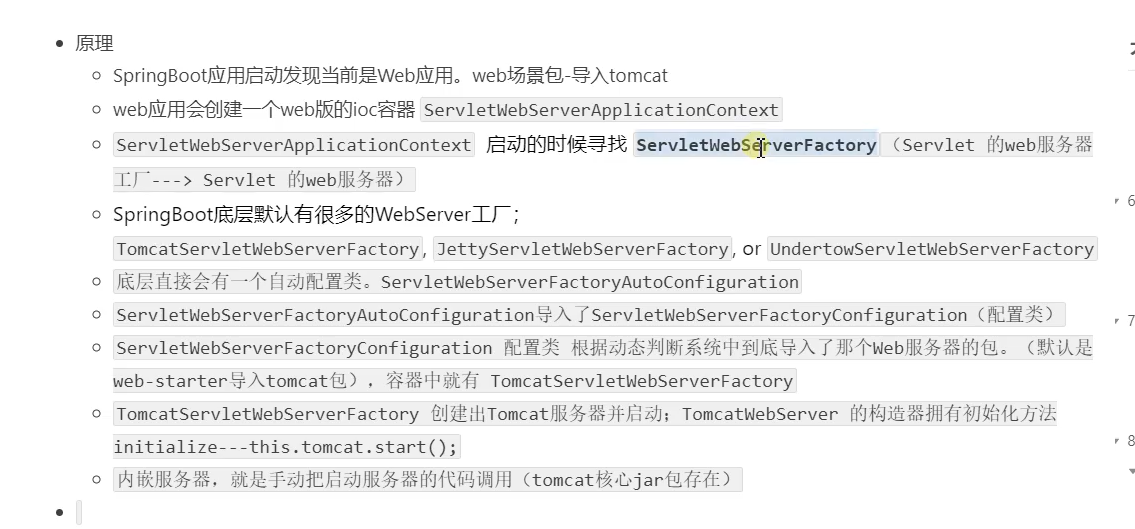 原理
SpringBoot应用启动发现当前是Web应用。web场景包-导入tomcat
web应用会创建一个web版的ioc容器 ServletWebServerApplicationContext
ServletWebServerApplicationContext 启动的时候寻找 ServletWebServerFactory（Servlet 的web服务器
工厂---> Servlet 的web服务器）
SpringBoot底层默认有很多的WebServer工厂；
TomcatServletWebServerFactory, JettyServletWebServerFactory, or UndertowServletWebServerFactory
底层直接会有一个自动配置类。ServletWebServerFactoryAutoConfiguration
ServletWebServerFactoryAutoConfiguration导入了ServletWebServerFactoryConfiguration（配置类）
ServletWebServerFactoryConfiguration 配置类 根据动态判断系统中到底导入了那个Web服务器的包。（默认是
web-starter导入tomcat包），容器中就有 TomcatServletWebServerFactory
TomcatServletWebServerFactory 创建出Tomcat服务器并启动；TomcatWebServer 的构造器拥有初始化方法
initialize---this.tomcat.start();
内嵌服务器，就是手动把启动服务器的代码调用（tomcat核心jar包存在）
6
7
8